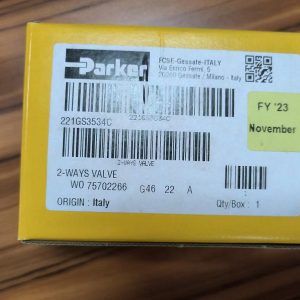 Parker
FCSE-Gessate-ITALY
Via Enrico Fermi, 5
20060 Gessate / Milano - Italy
FY '23
November
221GS3534C
221GS3534C
2-WAYS VALVE
2-WAYS VALVE
WO 75702266 G46 22 A
ORIGIN : Italy
Qty/Box : 1